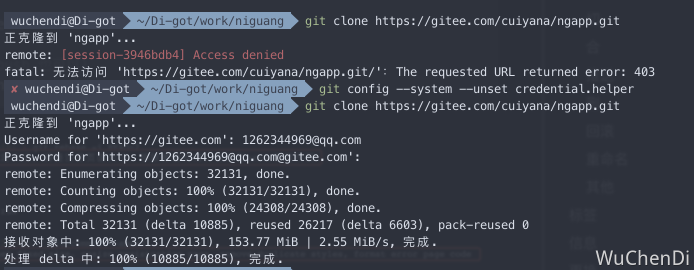 wuchendi@Di-got ~/Di-got/work/niguang git clone https://gitee.com/cuiyana/ngapp.git
正克隆到 'ngapp'...
remote: [session-3946bdb4] Access denied
fatal: 无法访问 'https://gitee.com/cuiyana/ngapp.git/': The requested URL returned error: 403
✘ wuchendi@Di-got ~/Di-got/work/niguang git config --system --unset credential.helper
wuchendi@Di-got ~/Di-got/work/niguang git clone https://gitee.com/cuiyana/ngapp.git
正克隆到 'ngapp'...
Username for 'https://gitee.com': 1262344969@qq.com
Password for 'https://1262344969@qq.com@gitee.com':
remote: Enumerating objects: 32131, done.
remote: Counting objects: 100% (32131/32131), done.
remote: Compressing objects: 100% (24308/24308), done.
remote: Total 32131 (delta 10885), reused 26217 (delta 6603), pack-reused 0
接收对象中: 100% (32131/32131), 153.77 MiB | 2.55 MiB/s, 完成.
处理 delta 中: 100% (10885/10885), 完成.
WuChenDi